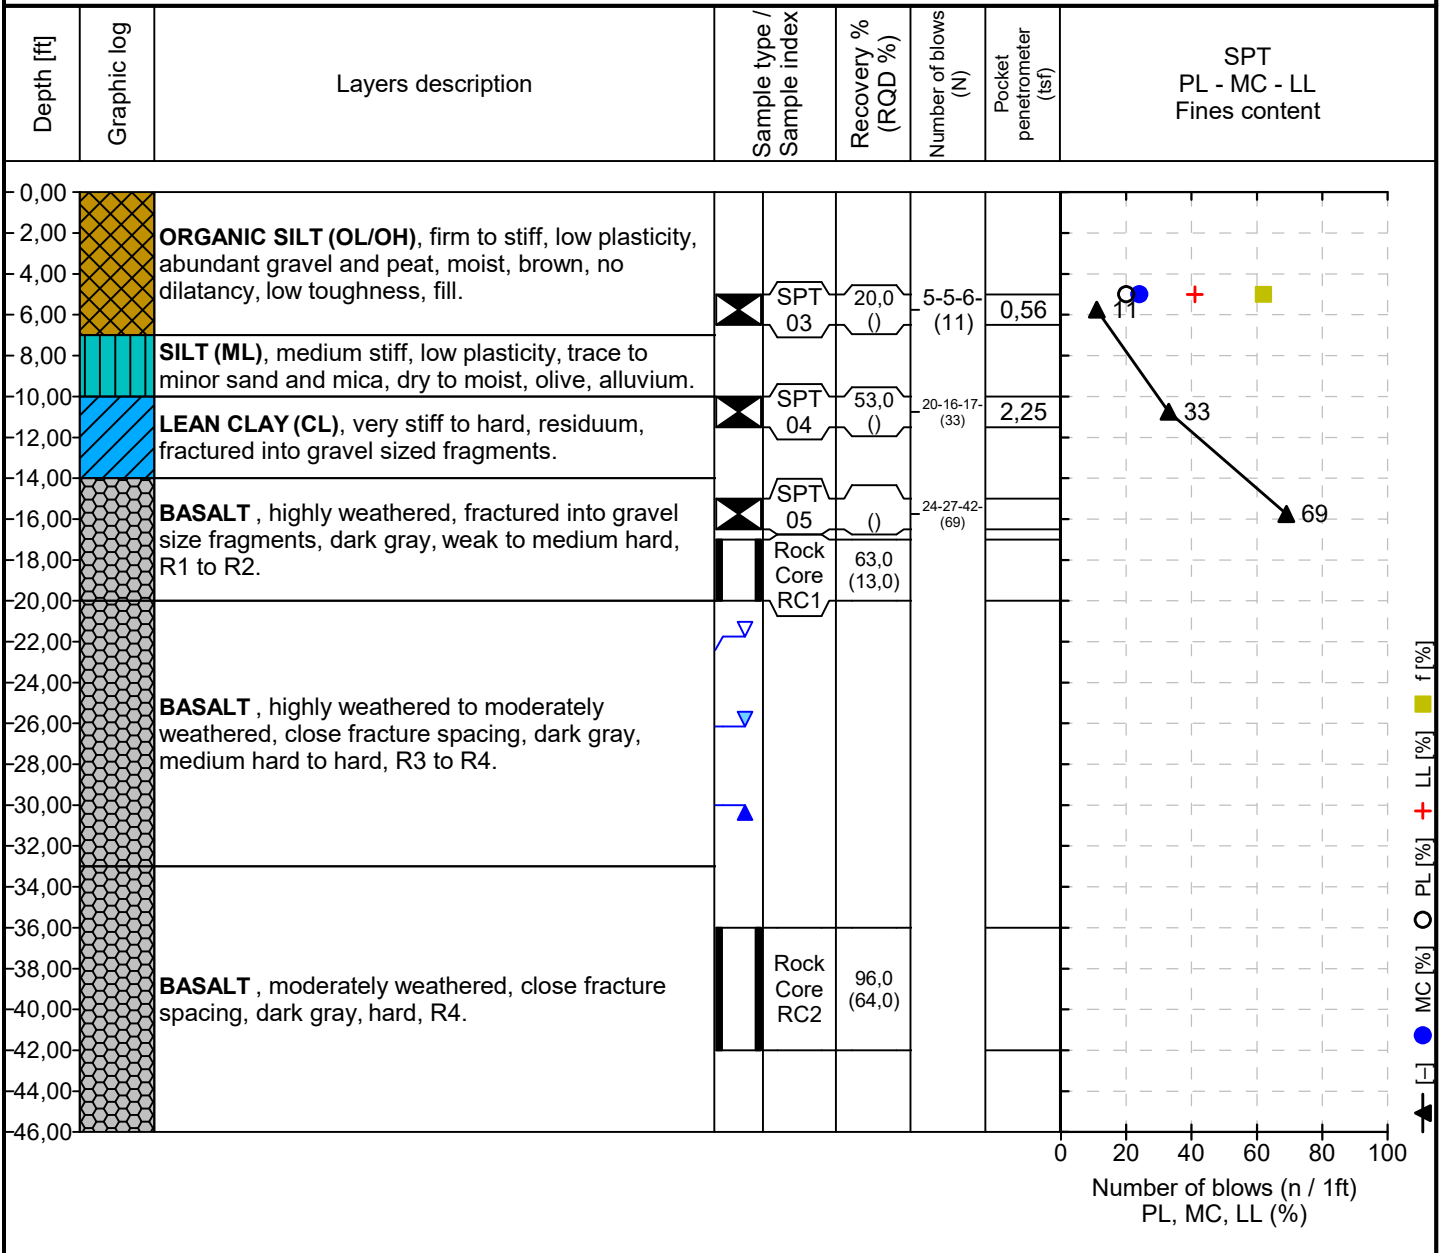 Depth [ft]
Graphic log
Layers description
Sample type /
Sample index
Recovery %
(RQD %)
Number of blows
(N)
Pocket
penetrometer
(tsf)
SPT
PL - MC - LL
Fines content
0,00
2,00
4,00
6,00
8,00
10,00
12,00
14,00
16,00
18,00
20,00
22,00
24,00
26,00
28,00
30,00
32,00
34,00
36,00
38,00
40,00
42,00
44,00
46,00
ORGANIC SILT (OL/OH), firm to stiff, low plasticity,
abundant gravel and peat, moist, brown, no
dilatancy, low toughness, fill.
SILT (ML), medium stiff, low plasticity, trace to
minor sand and mica, dry to moist, olive, alluvium.
LEAN CLAY (CL), very stiff to hard, residuum,
fractured into gravel sized fragments.
BASALT , highly weathered, fractured into gravel
size fragments, dark gray, weak to medium hard,
R1 to R2.
BASALT , highly weathered to moderately
weathered, close fracture spacing, dark gray,
medium hard to hard, R3 to R4.
BASALT , moderately weathered, close fracture
spacing, dark gray, hard, R4.
SPT
03
20,0
()
5-5-6-
(11)
0,56
SPT
04
53,0
()
20-16-17-
(33)
2,25
SPT
05
()
24-27-42-
(69)
Rock
Core
RC1
63,0
(13,0)
Rock
Core
RC2
96,0
(64,0)
11
33
69
0 20 40 60 80 100
Number of blows (n / 1ft)
PL, MC, LL (%)
f [%]
LL [%]
PL [%]
MC [%]
[–]